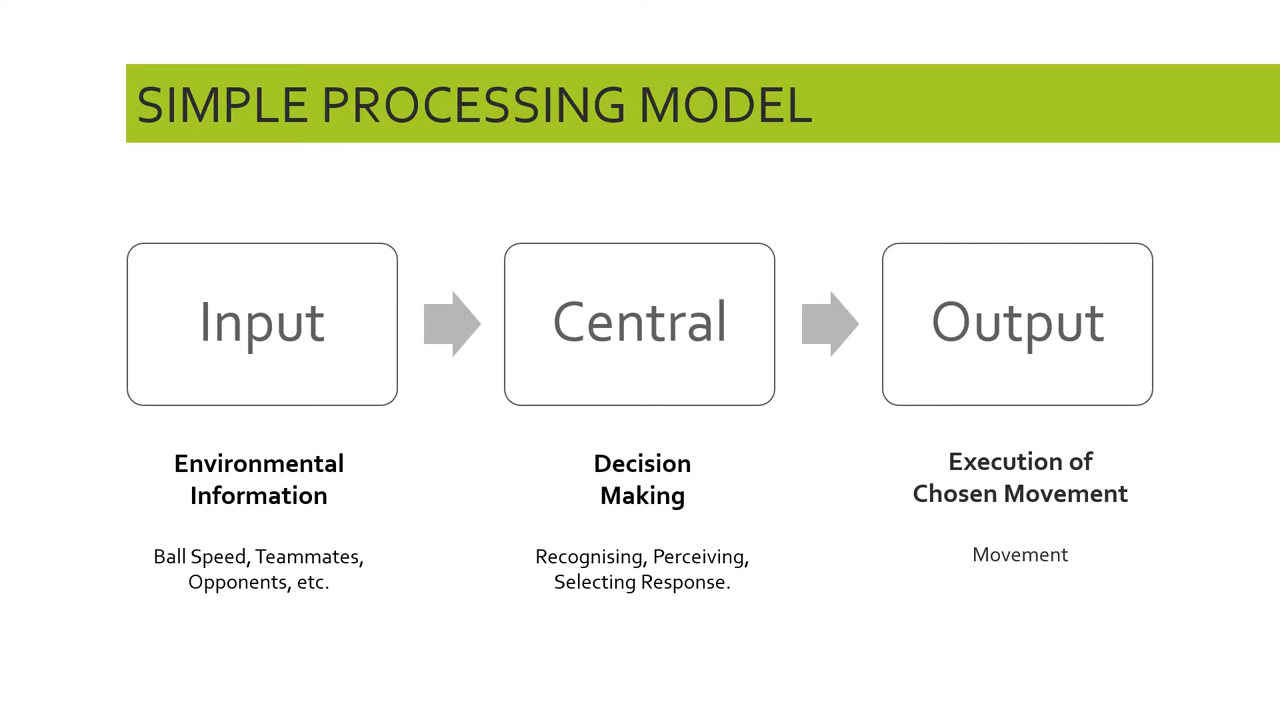 SIMPLE PROCESSING MODEL
Input
Central
Output
Environmental
Information
Ball Speed, Teammates,
Opponents, etc.
Decision
Making
Recognising, Perceiving,
Selecting Response.
Execution of
Chosen Movement
Movement